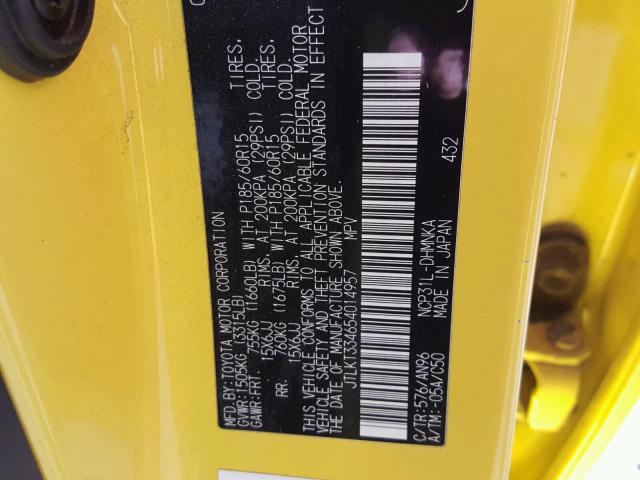 MFD.BY:TOYOTA MOTOR CORPORATION
GVWR:1505KG (3315LB)
GAWR:FRT. 755KG (1660LB) WITH P185/60R15 TIRES.
15X6JJ RIMS, AT 200KPA (29PSI) COLD.
RR. 760KG (1675LB) WITH P185/60R15 TIRES.
15X6JJ RIMS, AT 200KPA (29PSI) COLD.
THIS VEHICLE CONFORMS TO ALL APPLICABLE FEDERAL MOTOR
VEHICLE SAFETY AND THEFT PREVENTION STANDARDS IN EFFECT ON
THE DATE OF MANUFACTURE SHOWN ABOVE.
JTLKT334654014957 MPV
432
C/TR:576/AN96 NCP31L-DHMNKA
A/TM:-05A/C50 MADE IN JAPAN